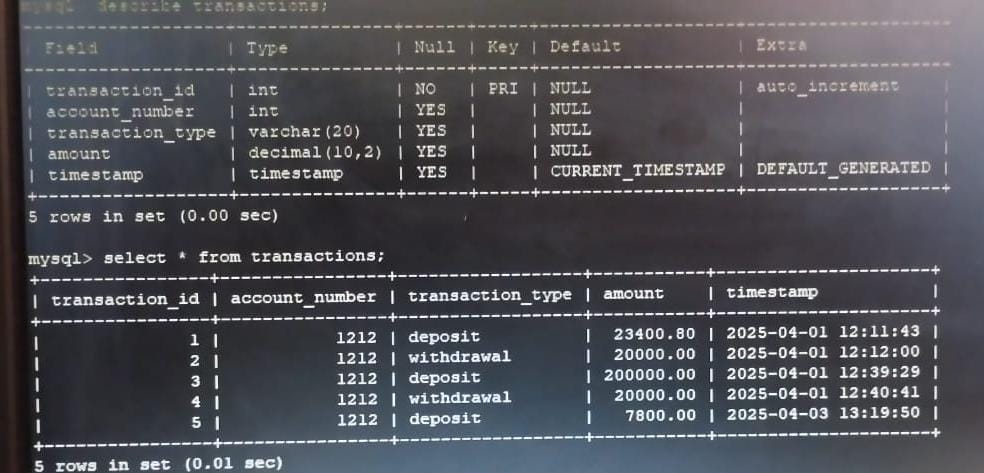 mysql> describe transactions;
+------------------+---------------+------+-----+-------------------+-------------------+
| Field | Type | Null | Key | Default | Extra
+------------------+---------------+------+-----+-------------------+-------------------+
| transaction_id | int | NO | PRI | NULL | auto_increment
| account_number | int | YES | | NULL | |
| transaction_type | varchar(20) | YES | | NULL | |
| amount | decimal(10,2) | YES | | NULL | |
| timestamp | timestamp | YES | | CURRENT_TIMESTAMP | DEFAULT_GENERATED |
+------------------+---------------+------+-----+-------------------+-------------------+
5 rows in set (0.00 sec)
mysql> select * from transactions;
+----------------+----------------+------------------+-----------+---------------------+
| transaction_id | account_number | transaction_type | amount | timestamp |
+----------------+----------------+------------------+-----------+---------------------+
| 1 | 1212 | deposit | 23400.80 | 2025-04-01 12:11:43 |
| 2 | 1212 | withdrawal | 20000.00 | 2025-04-01 12:12:00 |
| 3 | 1212 | deposit | 200000.00 | 2025-04-01 12:39:29 |
| 4 | 1212 | withdrawal | 20000.00 | 2025-04-01 12:40:41 |
| 5 | 1212 | deposit | 7800.00 | 2025-04-03 13:19:50 |
+----------------+----------------+------------------+-----------+---------------------+
5 rows in set (0.01 sec)